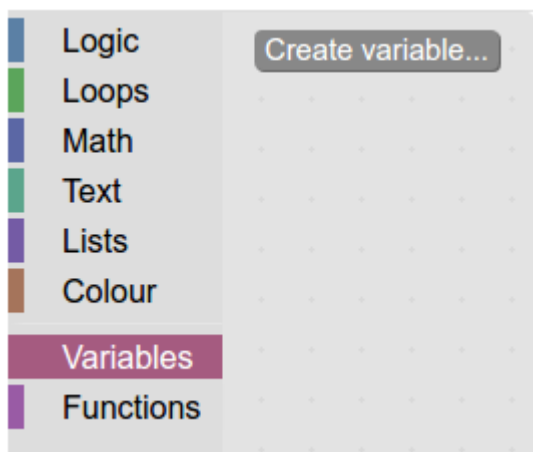 Logic
Create variable...
Loops
Math
Text
Lists
Colour
Variables
Functions